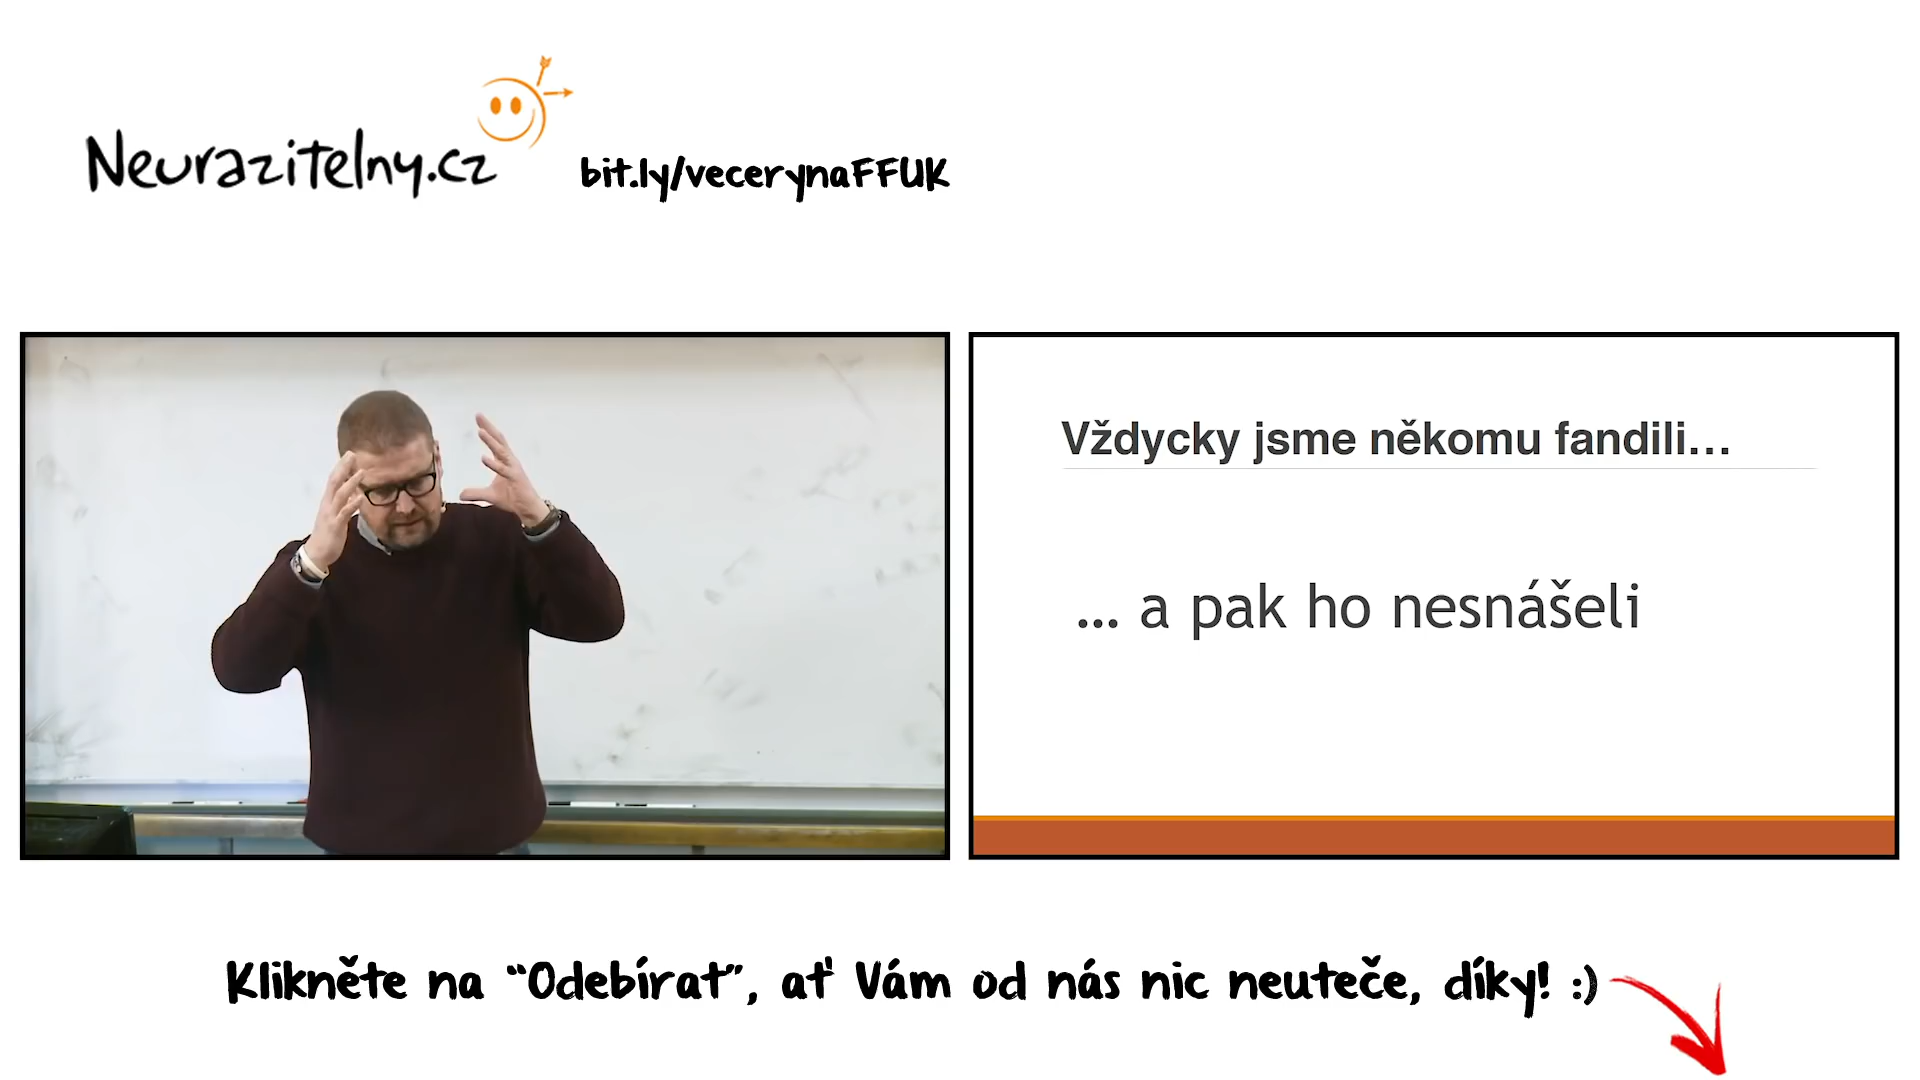 Neurazitelny.cz
bit.ly/vecerynaFFUK
Vždycky jsme někomu fandili...
... a pak ho nesnášeli
Klikněte na "Odebírat", ať Vám od nás nic neuteče, díky! :)